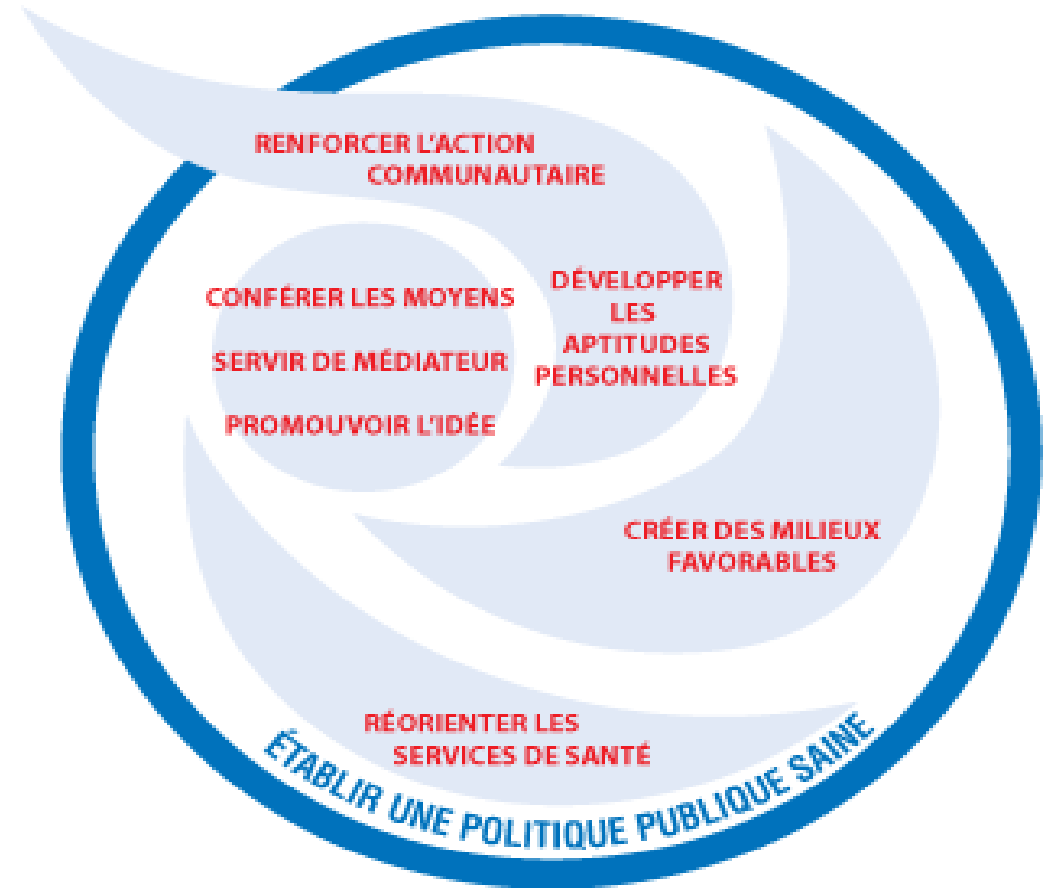 RENFORCER L'ACTION
COMMUNAUTAIRE
CONFÉRER LES MOYENS
SERVIR DE MÉDIATEUR
PROMOUVOIR L'IDÉE
DÉVELOPPER
LES
APTITUDES
PERSONNELLES
CRÉER DES MILIEUX
FAVORABLES
RÉORIENTER LES
SERVICES DE SANTÉ
ÉTABLIR UNE POLITIQUE PUBLIQUE SAINE